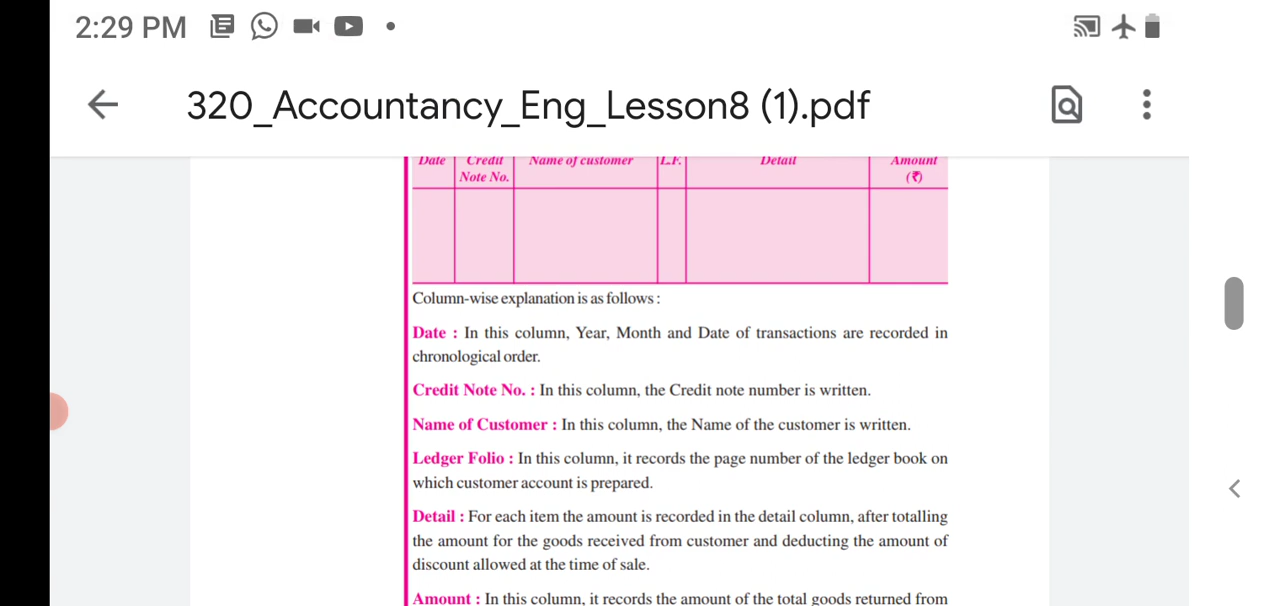 2:29 PM
320_Accountancy_Eng_Lesson8 (1).pdf
Date Credit Note No. Name of customer L.F. Detail Amount (₹)
Column-wise explanation is as follows :
Date : In this column, Year, Month and Date of transactions are recorded in
chronological order.
Credit Note No. : In this column, the Credit note number is written.
Name of Customer : In this column, the Name of the customer is written.
Ledger Folio : In this column, it records the page number of the ledger book on
which customer account is prepared.
Detail : For each item the amount is recorded in the detail column, after totalling
the amount for the goods received from customer and deducting the amount of
discount allowed at the time of sale.
Amount : In this column, it records the amount of the total goods returned from